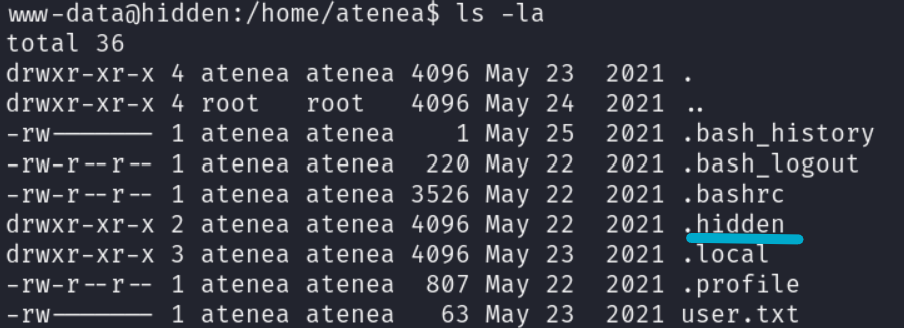 www-data@hidden:/home/atenea$ ls -la
total 36
drwxr-xr-x 4 atenea atenea 4096 May 23  2021 .
drwxr-xr-x 4 root   root   4096 May 24  2021 ..
-rw------- 1 atenea atenea    1 May 25  2021 .bash_history
-rw-r--r-- 1 atenea atenea  220 May 22  2021 .bash_logout
-rw-r--r-- 1 atenea atenea 3526 May 22  2021 .bashrc
drwxr-xr-x 2 atenea atenea 4096 May 22  2021 .hidden
drwxr-xr-x 3 atenea atenea 4096 May 23  2021 .local
-rw-r--r-- 1 atenea atenea  807 May 22  2021 .profile
-rw------- 1 atenea atenea   63 May 23  2021 user.txt